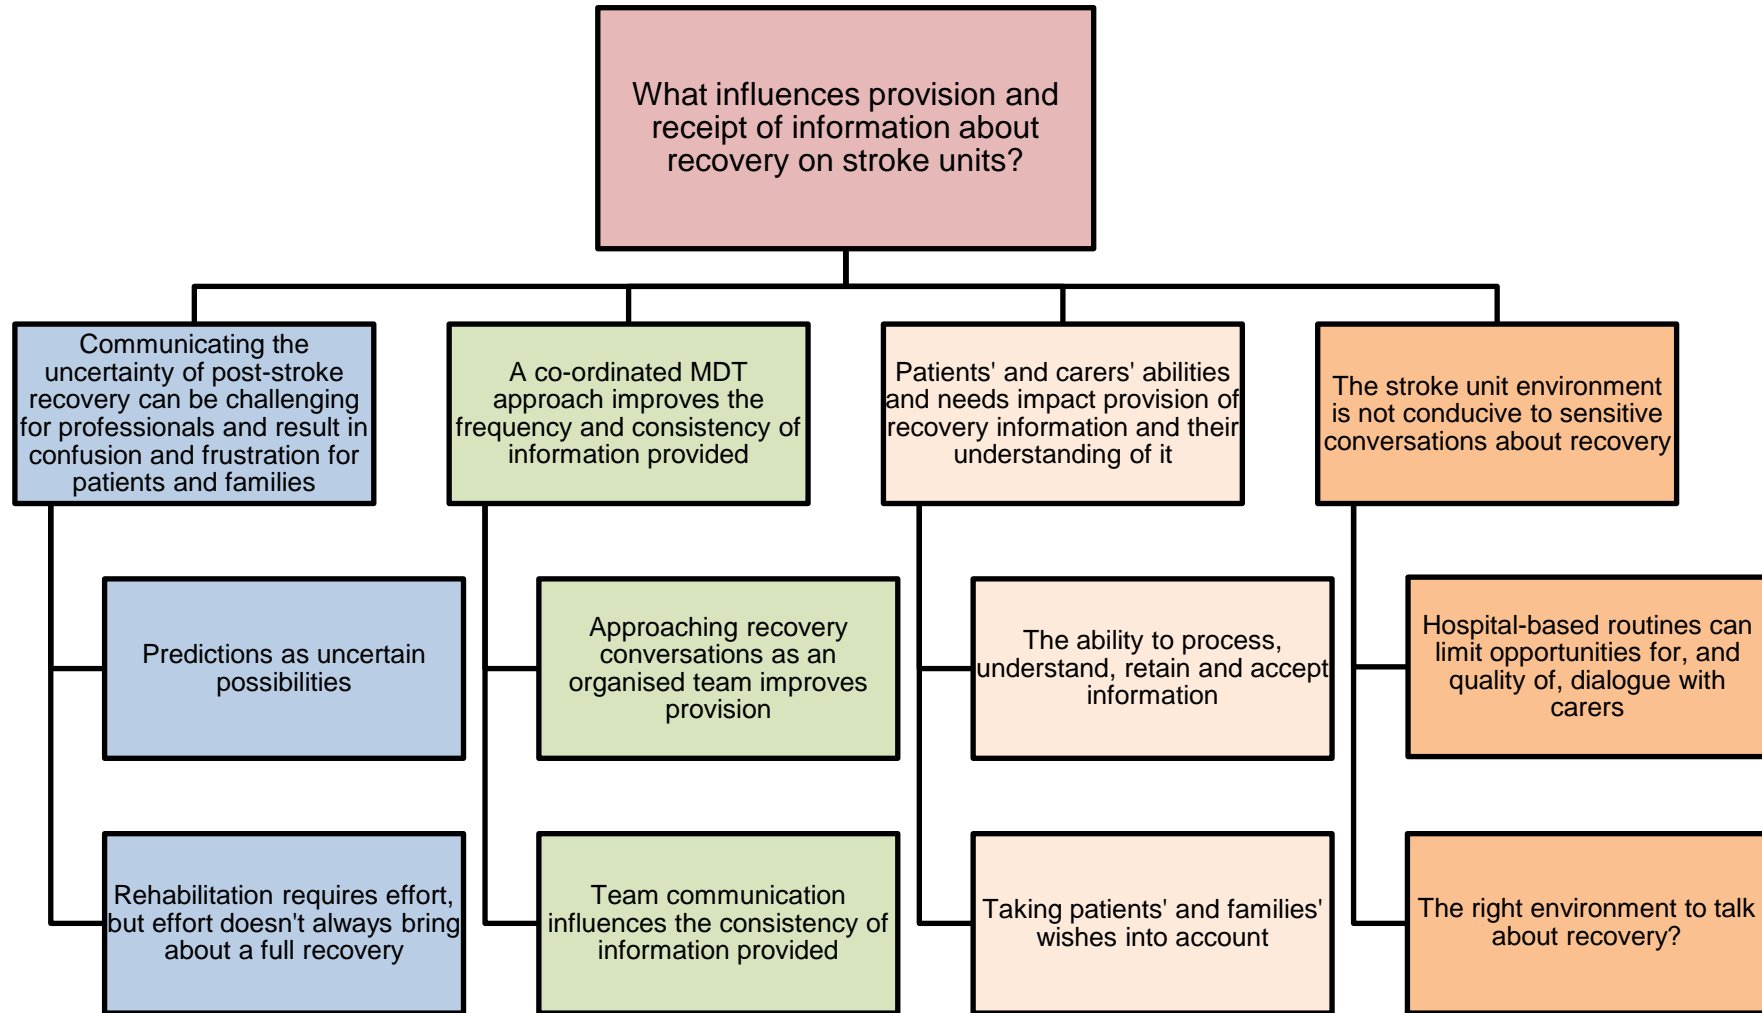 What influences provision and
receipt of information about
recovery on stroke units?
Communicating the
uncertainty of post-stroke
recovery can be challenging
for professionals and result in
confusion and frustration for
patients and families
A co-ordinated MDT
approach improves the
frequency and consistency of
information provided
Patients' and carers' abilities
and needs impact provision of
recovery information and their
understanding of it
The stroke unit environment
is not conducive to sensitive
conversations about recovery
Predictions as uncertain
possibilities
Approaching recovery
conversations as an
organised team improves
provision
The ability to process,
understand, retain and accept
information
Hospital-based routines can
limit opportunities for, and
quality of, dialogue with
carers
Rehabilitation requires effort,
but effort doesn't always bring
about a full recovery
Team communication
influences the consistency of
information provided
Taking patients' and families'
wishes into account
The right environment to talk
about recovery?